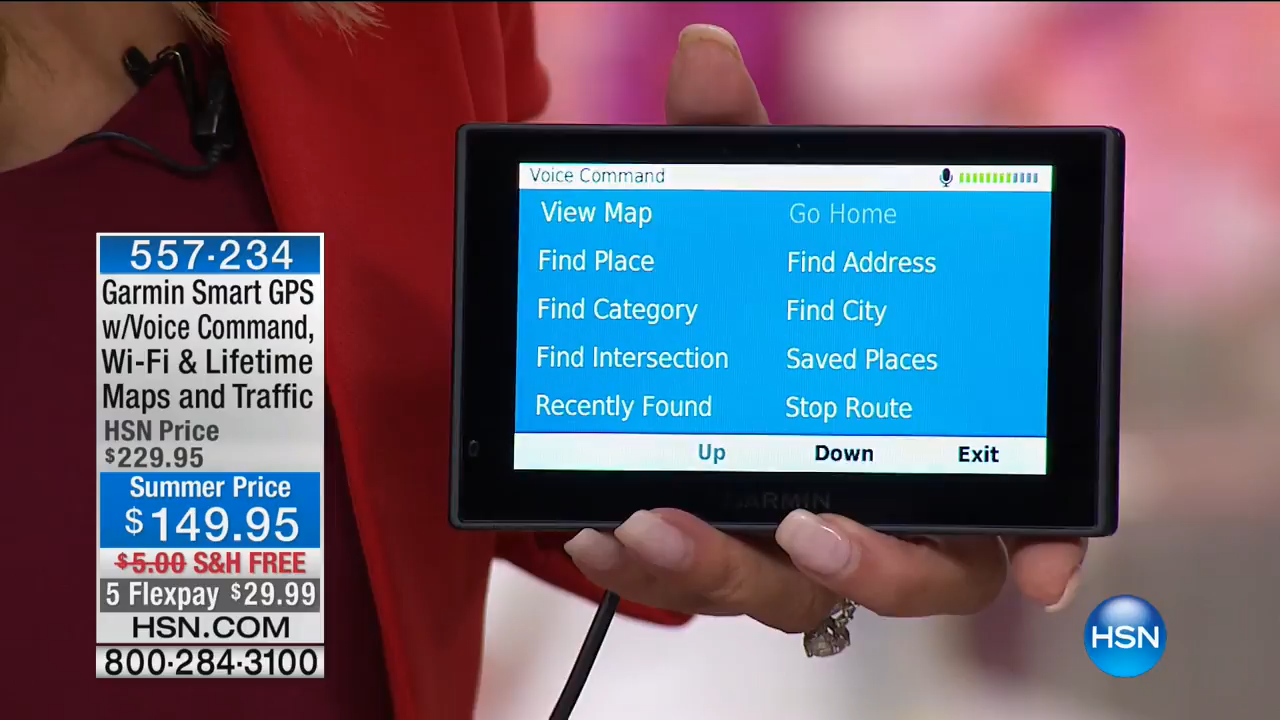 557·234
Garmin Smart GPS
w/Voice Command,
Wi-Fi & Lifetime
Maps and Traffic
HSN Price
$229.95
Summer Price
$149.95
$5.00 S&H FREE
5 Flexpay $29.99
HSN.COM
800·284·3100
Voice Command
View Map Go Home
Find Place Find Address
Find Category Find City
Find Intersection Saved Places
Recently Found Stop Route
Up Down Exit
GARMIN
HSN